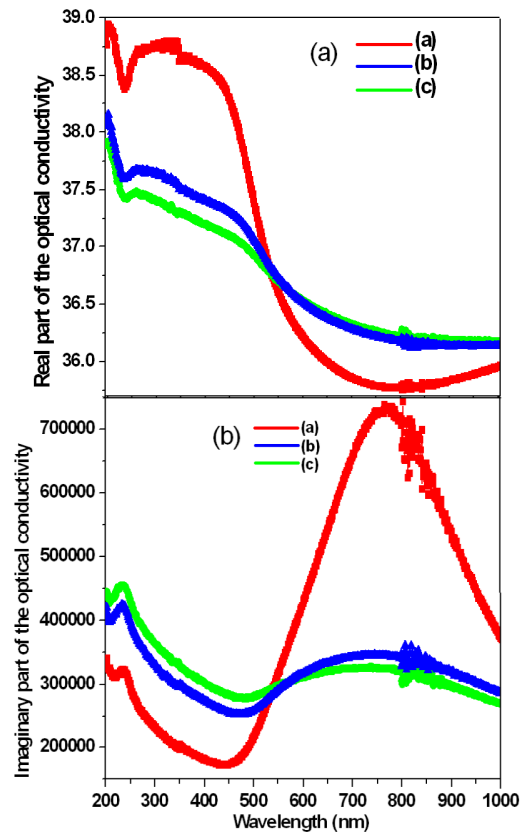 39.0
38.5
38.0
37.5
37.0
36.5
36.0
Real part of the optical conductivity
(a)
(a)
(b)
(c)
700000
600000
500000
400000
300000
200000
Imaginary part of the optical conductivity
(b)
(a)
(b)
(c)
200 300 400 500 600 700 800 900 1000
Wavelength (nm)